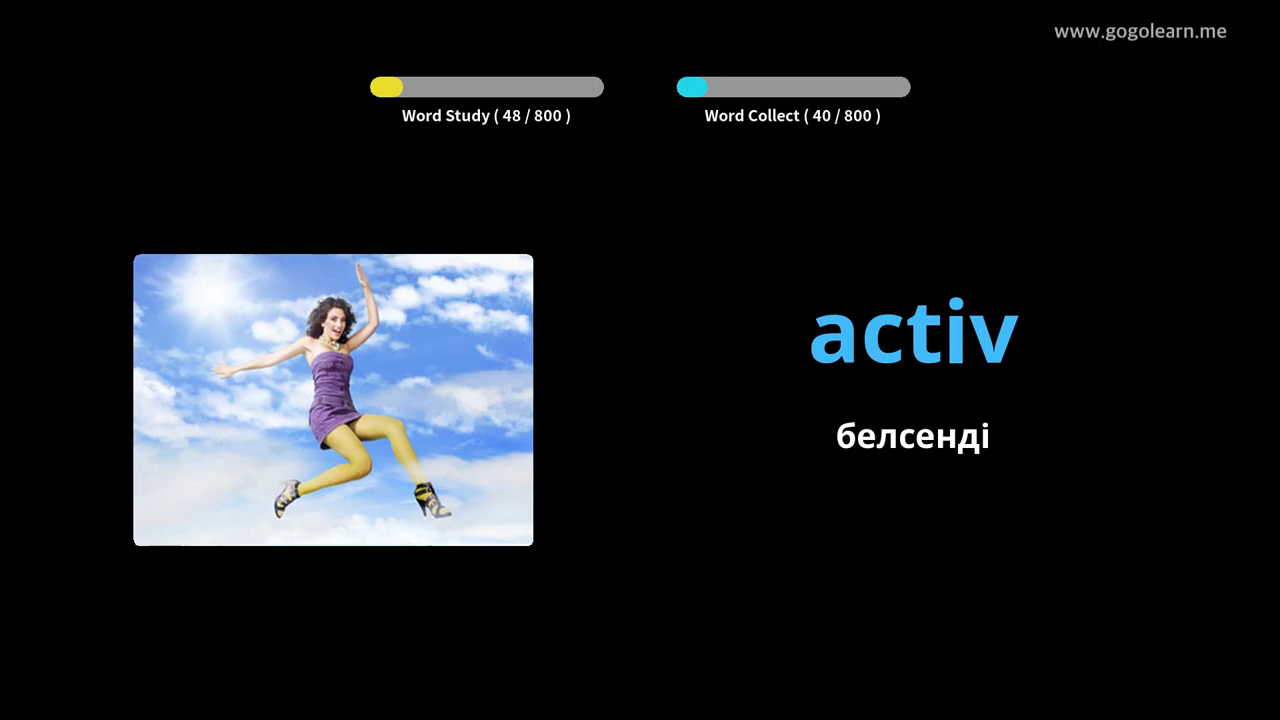 www.gogolearn.me
Word Study ( 48 / 800 )
Word Collect ( 40 / 800 )
activ
белсенді